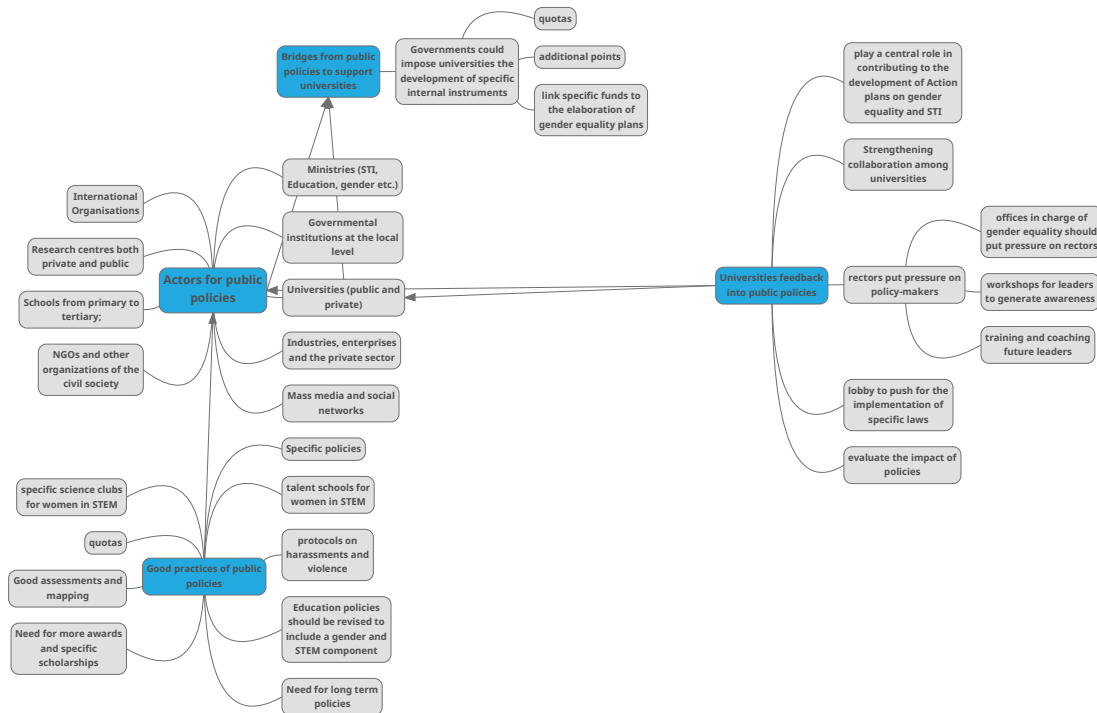 quotas
Bridges from public
policies to support
universities
Governments could
impose universities the
development of specific
internal instruments
additional points
link specific funds to
the elaboration of
gender equality plans
play a central role in
contributing to the
development of Action
plans on gender
equality and STI
Strengthening
collaboration among
universities
International
Organisations
Research centres both
private and public
Schools from primary to
tertiary;
NGOs and other
organizations of the
civil society
Actors for public
policies
Ministries (STI,
Education, gender etc.)
Governmental
institutions at the local
level
Universities (public and
private)
Industries, enterprises
and the private sector
Mass media and social
networks
Universities feedback
into public policies
rectors put pressure on
policy-makers
offices in charge of
gender equality should
put pressure on rectors
workshops for leaders
to generate awareness
training and coaching
future leaders
lobby to push for the
implementation of
specific laws
evaluate the impact of
policies
specific science clubs
for women in STEM
quotas
Good assessments and
mapping
Need for more awards
and specific
scholarships
Good practices of public
policies
Specific policies
talent schools for
women in STEM
protocols on
harassments and
violence
Education policies
should be revised to
include a gender and
STEM component
Need for long term
policies